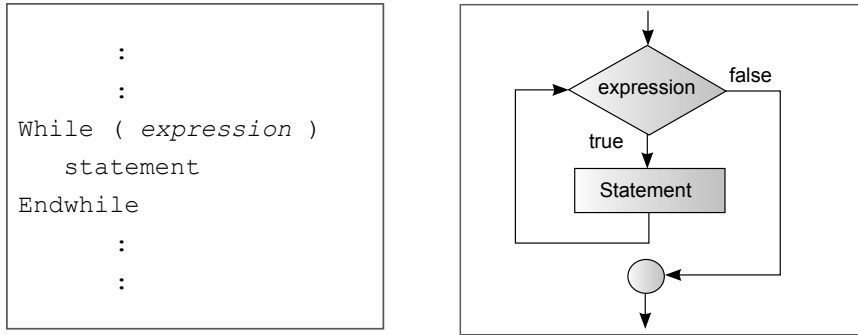 :
:
While ( expression )
statement
Endwhile
:
:
expression
false
true
Statement